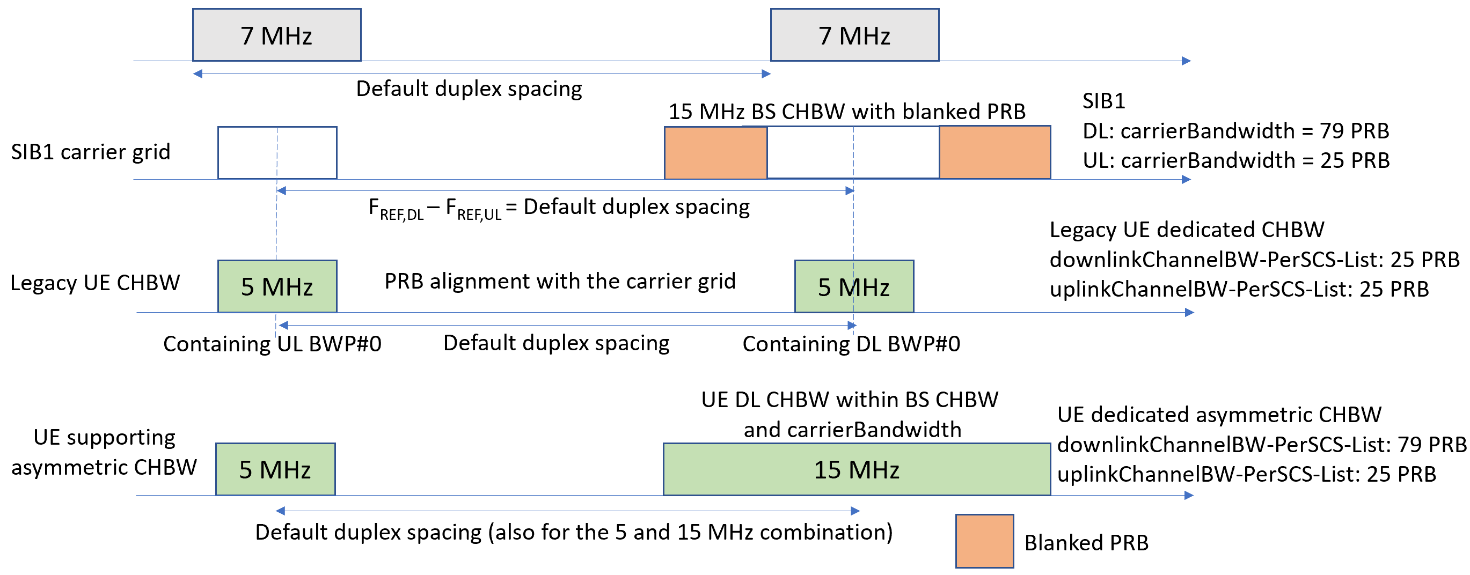 7 MHz
7 MHz
Default duplex spacing
15 MHz BS CHBW with blanked PRB
SIB1
DL: carrierBandwidth = 79 PRB
UL: carrierBandwidth = 25 PRB
SIB1 carrier grid
F_REF,DL – F_REF,UL = Default duplex spacing
Legacy UE dedicated CHBW
downlinkChannelBW-PerSCS-List: 25 PRB
uplinkChannelBW-PerSCS-List: 25 PRB
Legacy UE CHBW
5 MHz
PRB alignment with the carrier grid
5 MHz
Containing UL BWP#0
Default duplex spacing
Containing DL BWP#0
UE DL CHBW within BS CHBW
and carrierBandwidth
UE dedicated asymmetric CHBW
downlinkChannelBW-PerSCS-List: 79 PRB
uplinkChannelBW-PerSCS-List: 25 PRB
UE supporting
asymmetric CHBW
5 MHz
15 MHz
Default duplex spacing (also for the 5 and 15 MHz combination)
Blanked PRB